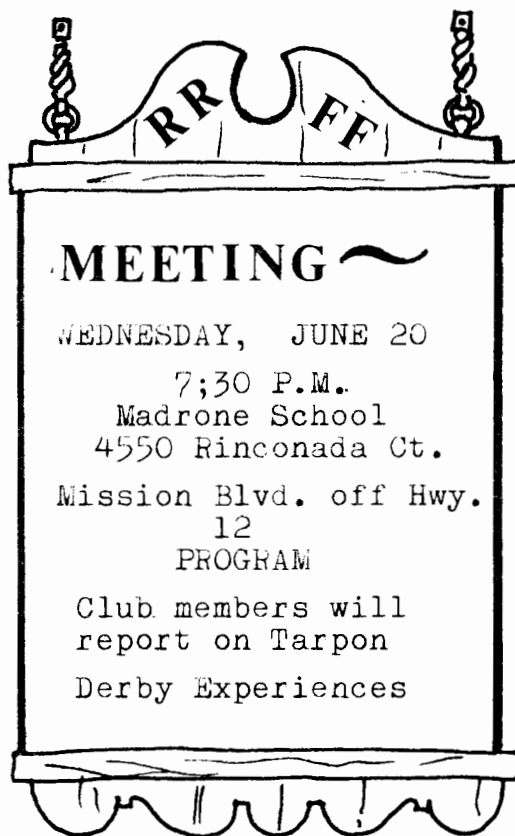 RR FF
MEETING ~
WEDNESDAY, JUNE 20
7;30 P.M.
Madrone School
4550 Rinconada Ct.
Mission Blvd. off Hwy.
12
PROGRAM
Club members will
report on Tarpon
Derby Experiences